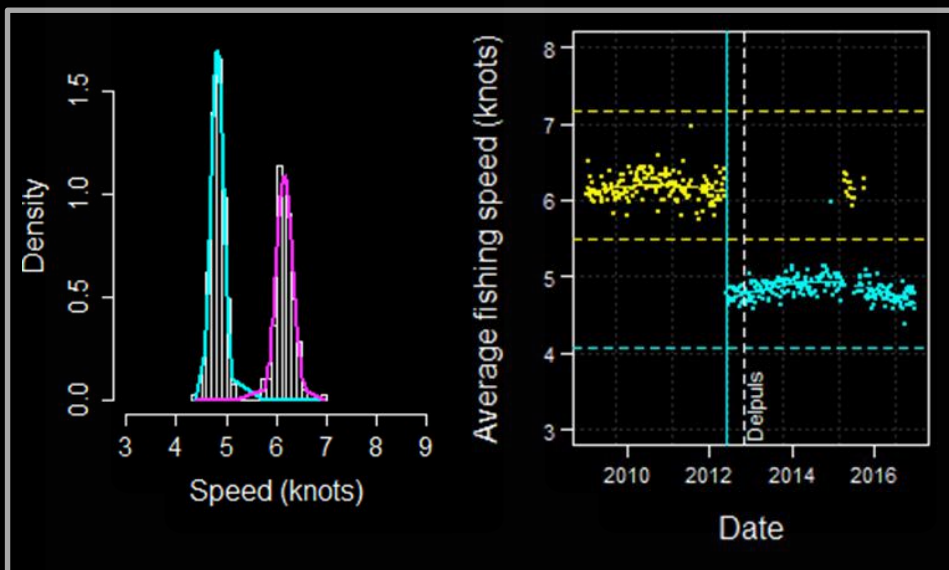 Density
0.0
0.5
1.0
1.5
3 4 5 6 7 8 9
Speed (knots)
Average fishing speed (knots)
8
7
6
5
4
3
Delpuls
2010 2012 2014 2016
Date